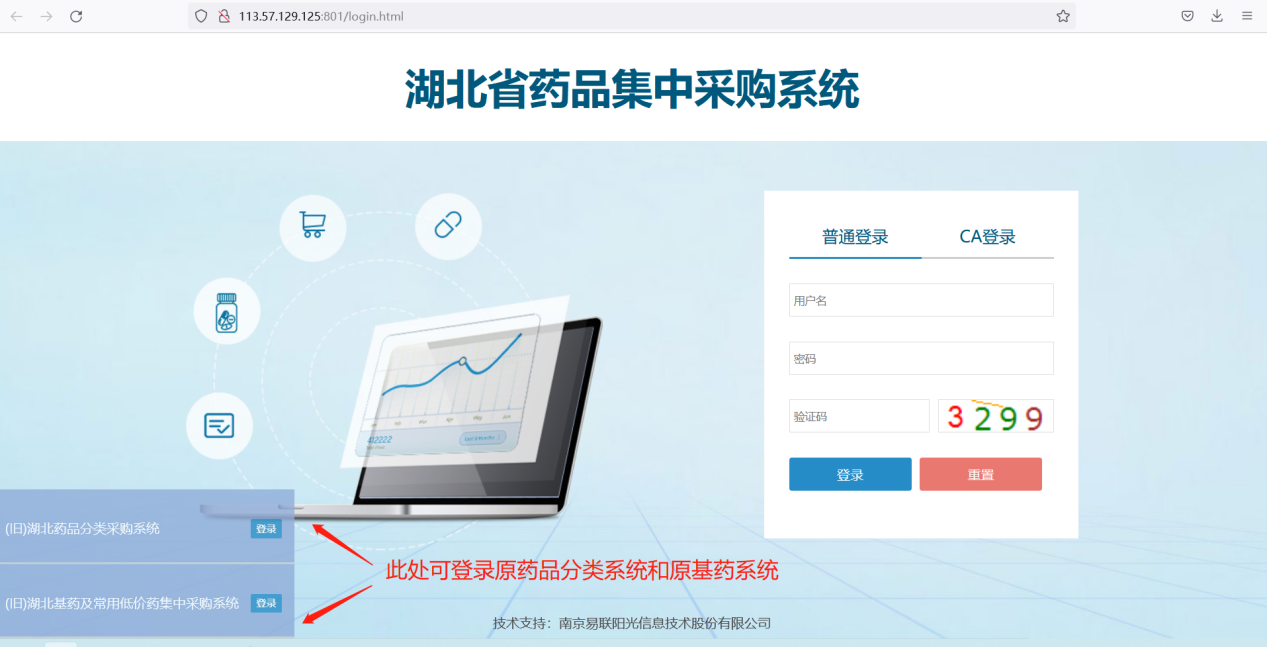 113.57.129.125:801/login.html
湖北省药品集中采购系统
普通登录 CA登录
用户名
密码
验证码 3299
登录 重置
412222
(旧)湖北药品分类采购系统 登录
此处可登录原药品分类系统和原基药系统
(旧)湖北基药及常用低价药集中采购系统 登录
技术支持：南京易联阳光信息技术股份有限公司